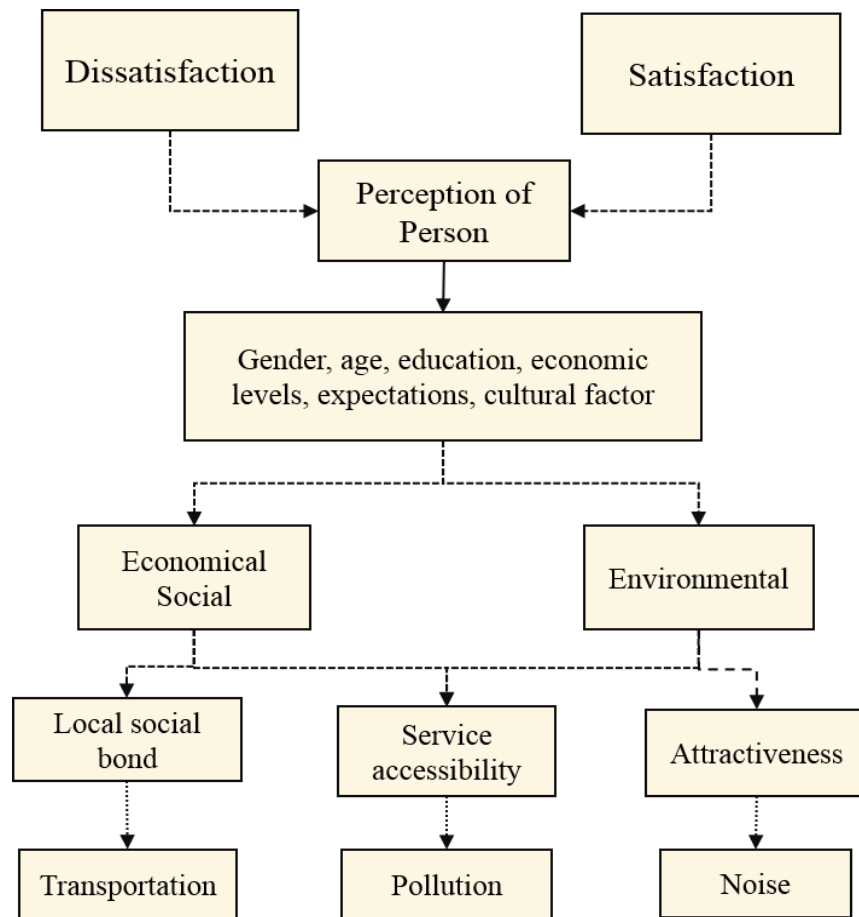 Dissatisfaction
Satisfaction
Perception of
Person
Gender, age, education, economic
levels, expectations, cultural factor
Economical
Social
Environmental
Local social
bond
Service
accessibility
Attractiveness
Transportation
Pollution
Noise